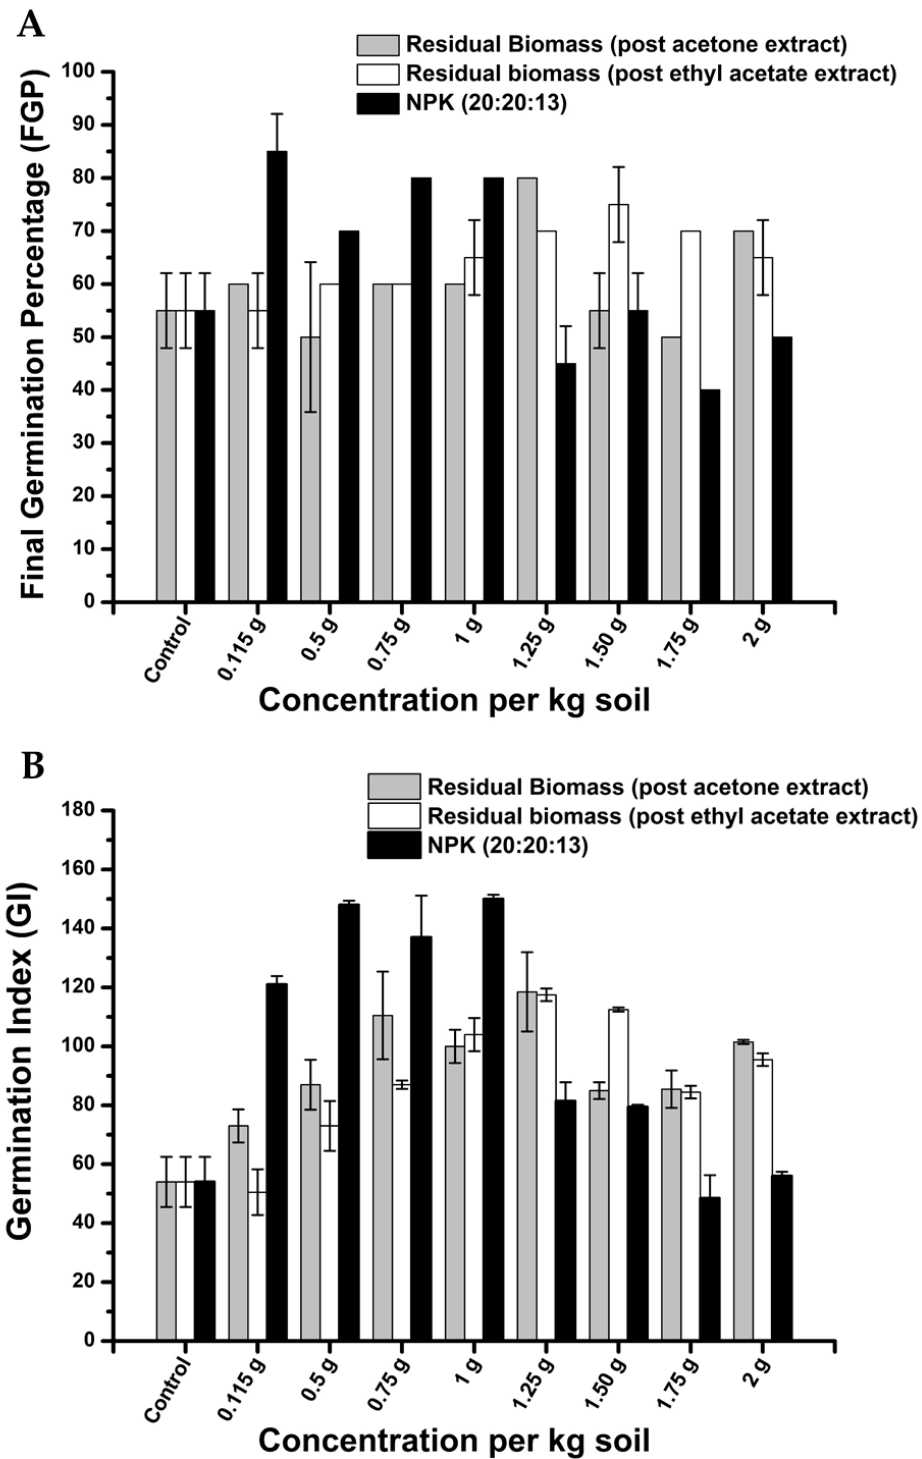 A
Residual Biomass (post acetone extract)
Residual biomass (post ethyl acetate extract)
NPK (20:20:13)
Final Germination Percentage (FGP)
100
90
80
70
60
50
40
30
20
10
0
Control
0.115 g
0.5 g
0.75 g
1 g
1.25 g
1.50 g
1.75 g
2 g
Concentration per kg soil
B
Residual Biomass (post acetone extract)
Residual biomass (post ethyl acetate extract)
NPK (20:20:13)
Germination Index (GI)
180
160
140
120
100
80
60
40
20
0
Control
0.115 g
0.5 g
0.75 g
1 g
1.25 g
1.50 g
1.75 g
2 g
Concentration per kg soil